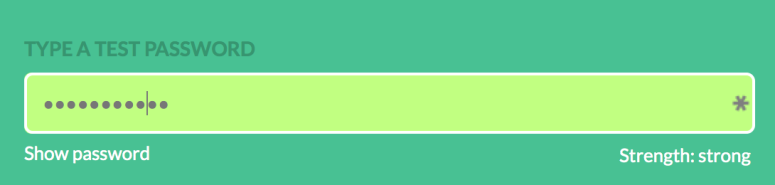 TYPE A TEST PASSWORD
•••••••••••
*
Show password
Strength: strong